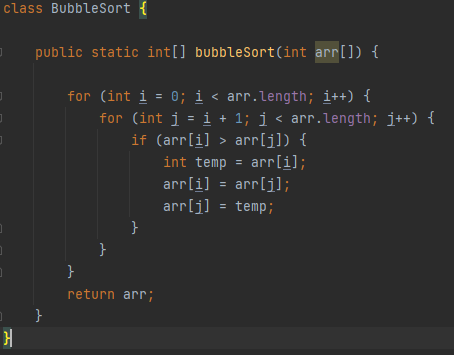 class BubbleSort {
public static int[] bubbleSort(int arr[]) {
for (int i = 0; i < arr.length; i++) {
for (int j = i + 1; j < arr.length; j++) {
if (arr[i] > arr[j]) {
int temp = arr[i];
arr[i] = arr[j];
arr[j] = temp;
}
}
}
return arr;
}
}